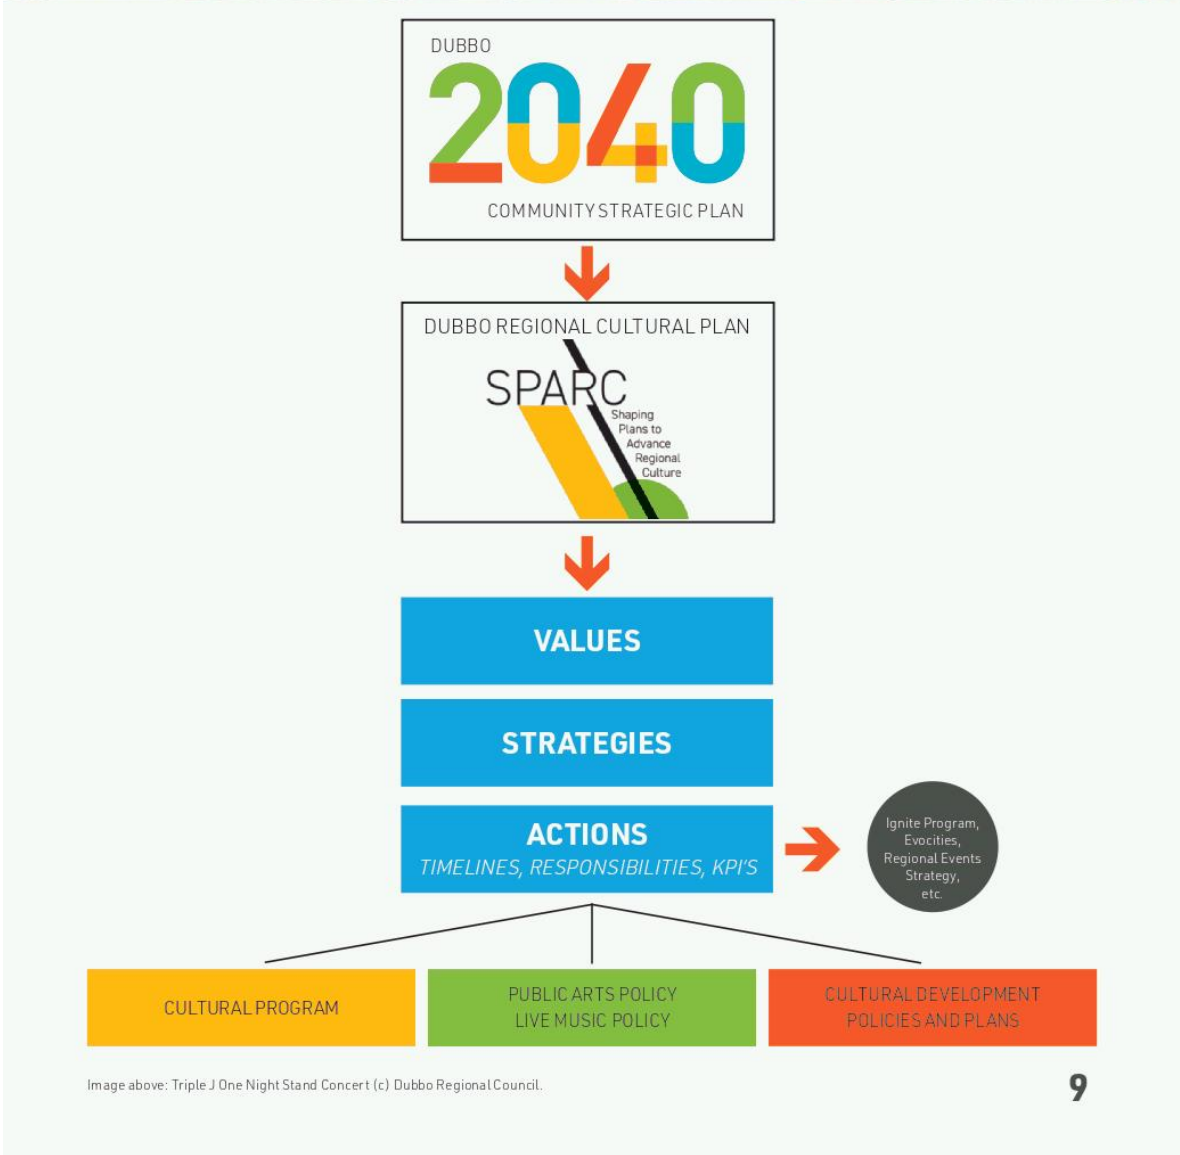 DUBBO
2040
COMMUNITY STRATEGIC PLAN
DUBBO REGIONAL CULTURAL PLAN
SPARC
Shaping
Plans to
Advance
Regional
Culture
VALUES
STRATEGIES
ACTIONS
TIMELINES, RESPONSIBILITIES, KPI'S
Ignite Program,
Evocities,
Regional Events
Strategy,
etc.
CULTURAL PROGRAM
PUBLIC ARTS POLICY
LIVE MUSIC POLICY
CULTURAL DEVELOPMENT
POLICIES AND PLANS
Image above: Triple J One Night Stand Concert (c) Dubbo Regional Council.
9